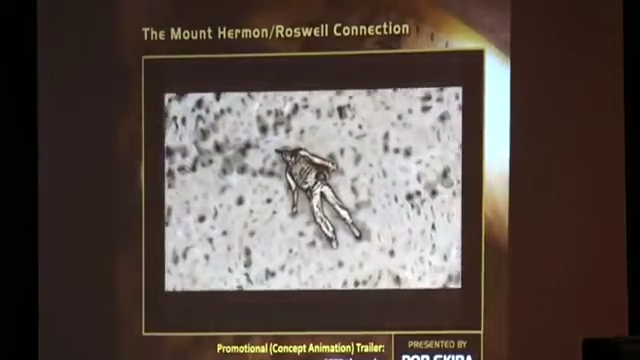 The Mount Hermon/Roswell Connection
Promotional (Concept Animation) Trailer:
PRESENTED BY